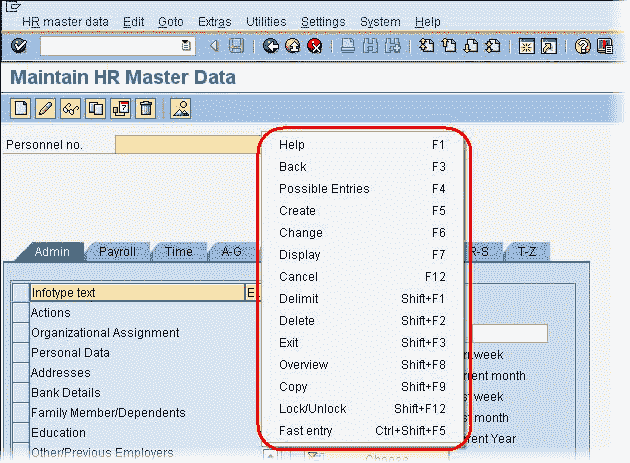 HR master data Edit Goto Extras Utilities Settings System Help
Maintain HR Master Data
Personnel no.
Help F1
Back F3
Possible Entries F4
Create F5
Change F6
Display F7
Cancel F12
Delimit Shift+F1
Delete Shift+F2
Exit Shift+F3
Overview Shift+F8
Copy Shift+F9
Lock/Unlock Shift+F12
Fast entry Ctrl+Shift+F5
Admin Payroll Time A-G R-S T-Z
Infotype text E
Actions
Organizational Assignment
Personal Data week
Addresses rent month
Bank Details week
Family Member/Dependents month
Education rent Year
Other/Previous Employers Choose